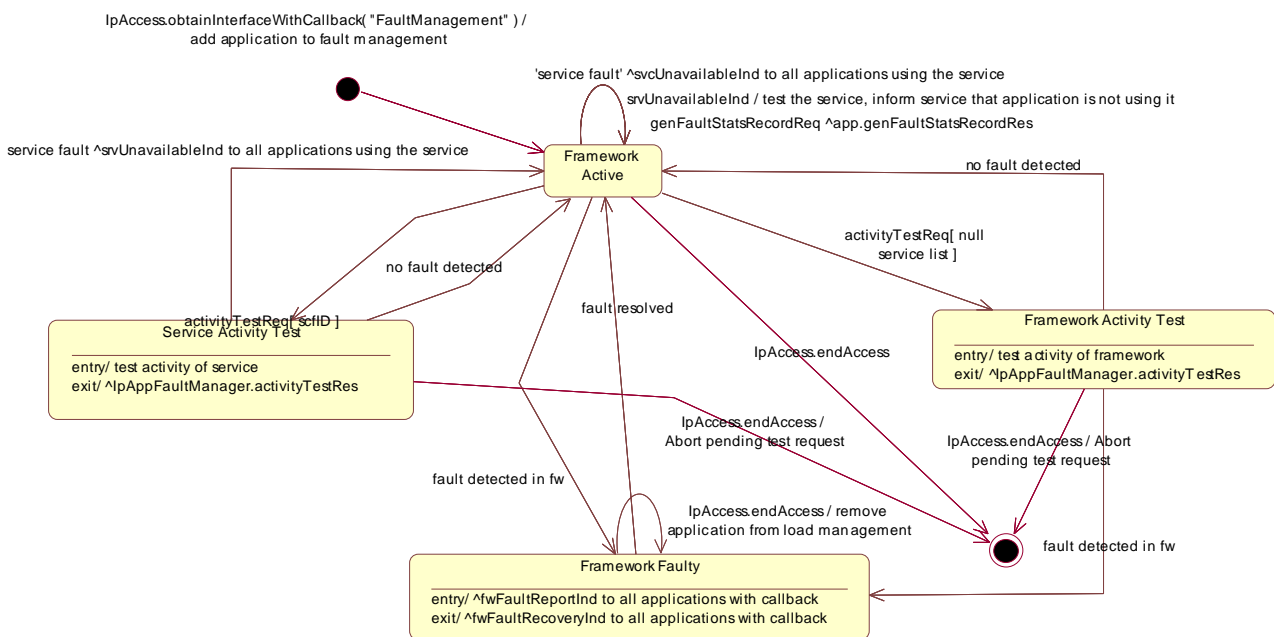 IpAccess.obtainInterfaceWithCallback( "FaultManagement" ) /
add application to fault management
'service fault' ^svcUnavailableInd to all applications using the service
srvUnavailableInd / test the service, inform service that application is not using it
genFaultStatsRecordReq ^app.genFaultStatsRecordRes
service fault ^srvUnavailableInd to all applications using the service
Framework
Active
no fault detected
activityTestReq[ null
service list ]
no fault detected
fault resolved
activityTestReq[ scfID ]
Service Activity Test
entry/ test activity of service
exit/ ^IpAppFaultManager.activityTestRes
Framework Activity Test
entry/ test activity of framework
exit/ ^IpAppFaultManager.activityTestRes
IpAccess.endAccess
IpAccess.endAccess /
Abort pending test request
IpAccess.endAccess / Abort
pending test request
fault detected in fw
IpAccess.endAccess / remove
application from load management
fault detected in fw
Framework Faulty
entry/ ^fwFaultReportInd to all applications with callback
exit/ ^fwFaultRecoveryInd to all applications with callback